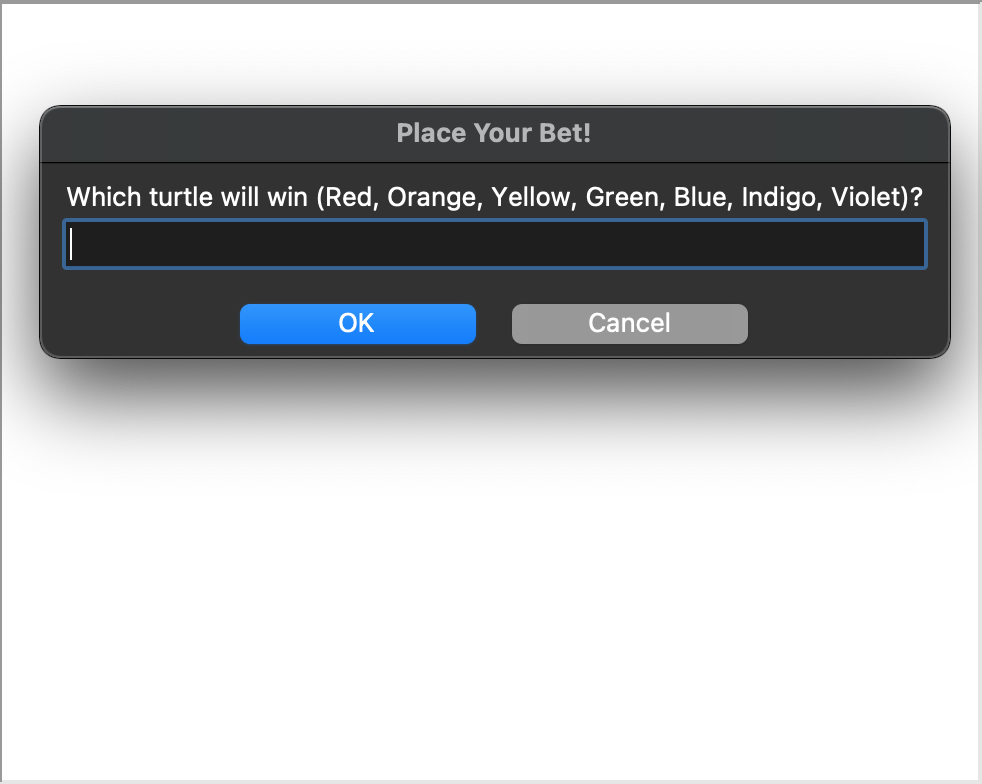 Place Your Bet!
Which turtle will win (Red, Orange, Yellow, Green, Blue, Indigo, Violet)?
OK
Cancel